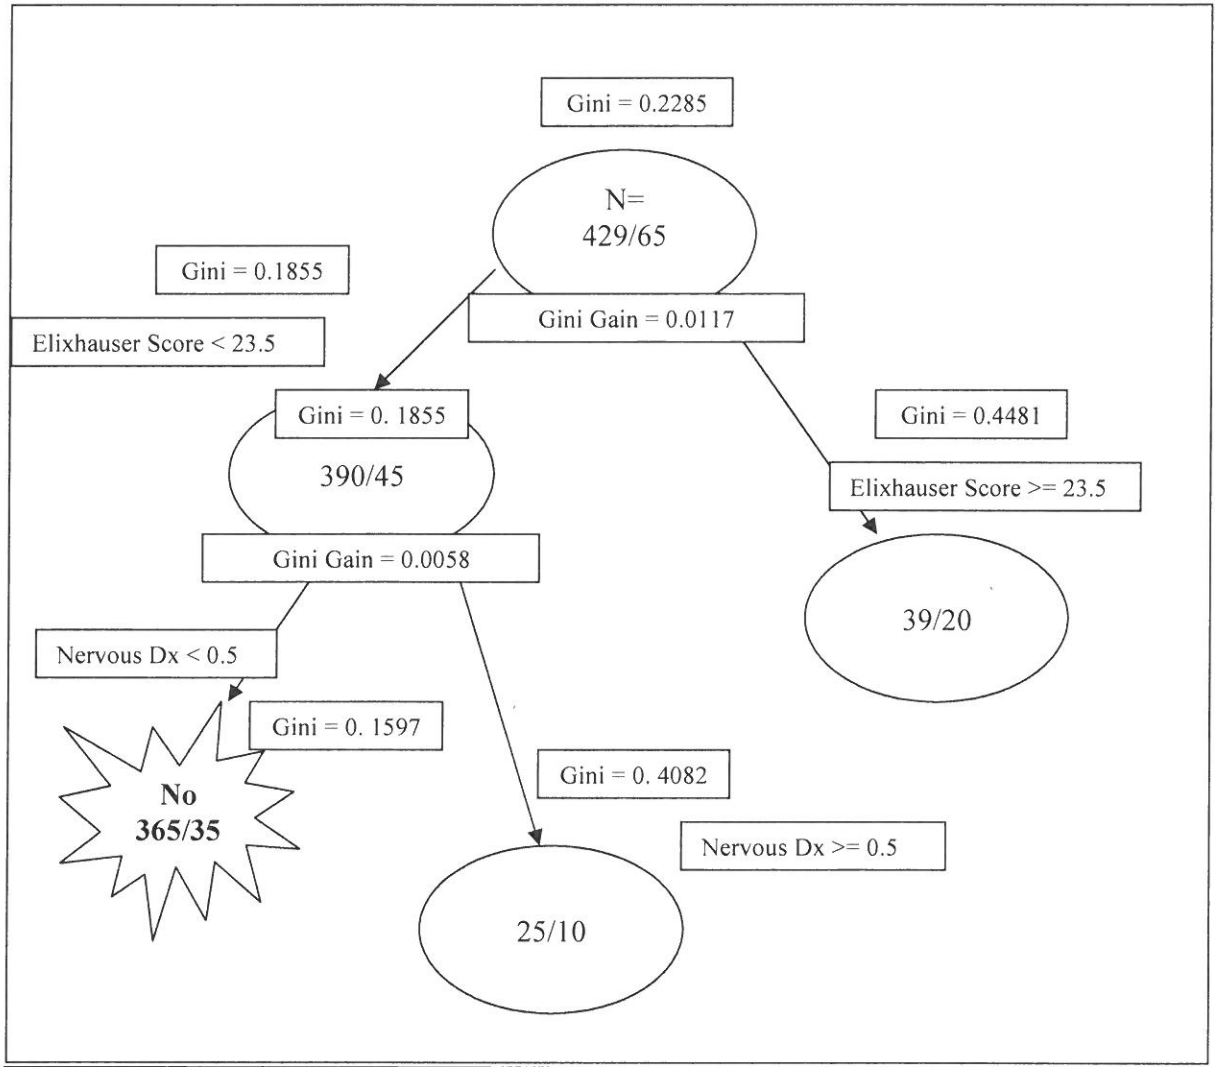 Gini = 0.2285
N=
429/65
Gini = 0.1855
Gini Gain = 0.0117
Elixhauser Score < 23.5
Gini = 0. 1855
Gini = 0.4481
390/45
Elixhauser Score >= 23.5
Gini Gain = 0.0058
39/20
Nervous Dx < 0.5
Gini = 0. 1597
Gini = 0. 4082
No
365/35
Nervous Dx >= 0.5
25/10